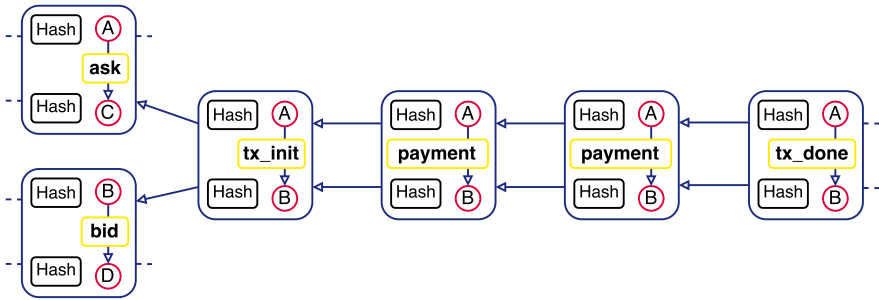 Hash A
ask
Hash C
Hash B
bid
Hash D
Hash A
tx_init
Hash B
Hash A
payment
Hash B
Hash A
payment
Hash B
Hash A
tx_done
Hash B